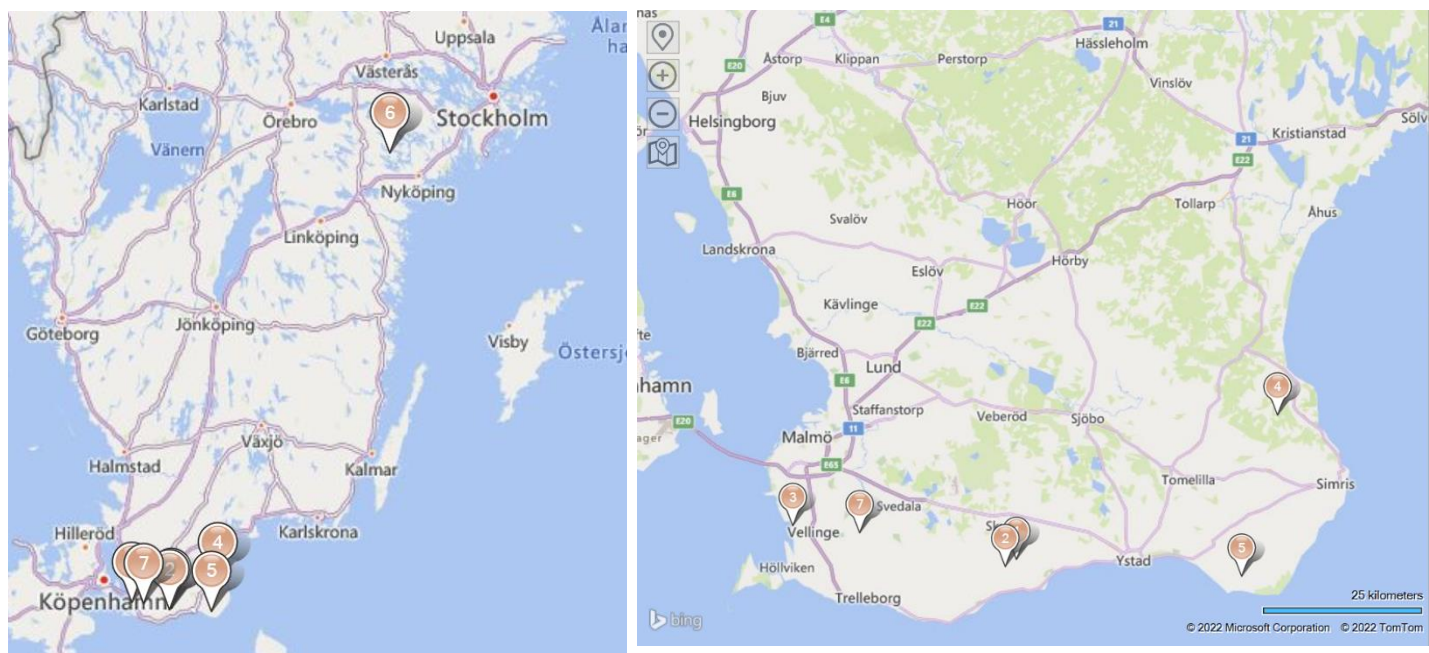 Uppsala
Ålan
ha
Västerås
Karlstad
Örebro
6
Stockholm
Vänern
Nyköping
Linköping
Göteborg
Jönköping
Visby
Östersj
Växjö
Halmstad
Kalmar
Hilleröd
Karlskrona
4
7
2
5
Köpenhamn
nas
E4
21
Hässleholm
E20
Åstorp
Klippan
Perstorp
Bjuv
Vinslöv
Helsingborg
Sölv
21
Kristianstad
E22
E6
Höör
Tollarp
Åhus
Svalöv
Landskrona
Hörby
Eslöv
Kävlinge
E22
E22
Bjärred
E6
Lund
hamn
4
Staffanstorp
Veberöd
Sjöbo
E20
ager
11
Malmö
E65
Tomelilla
Simris
3
7
Svedala
Vellinge
2
5
Ystad
Höllviken
Trelleborg
25 kilometers
bing
© 2022 Microsoft Corporation © 2022 TomTom